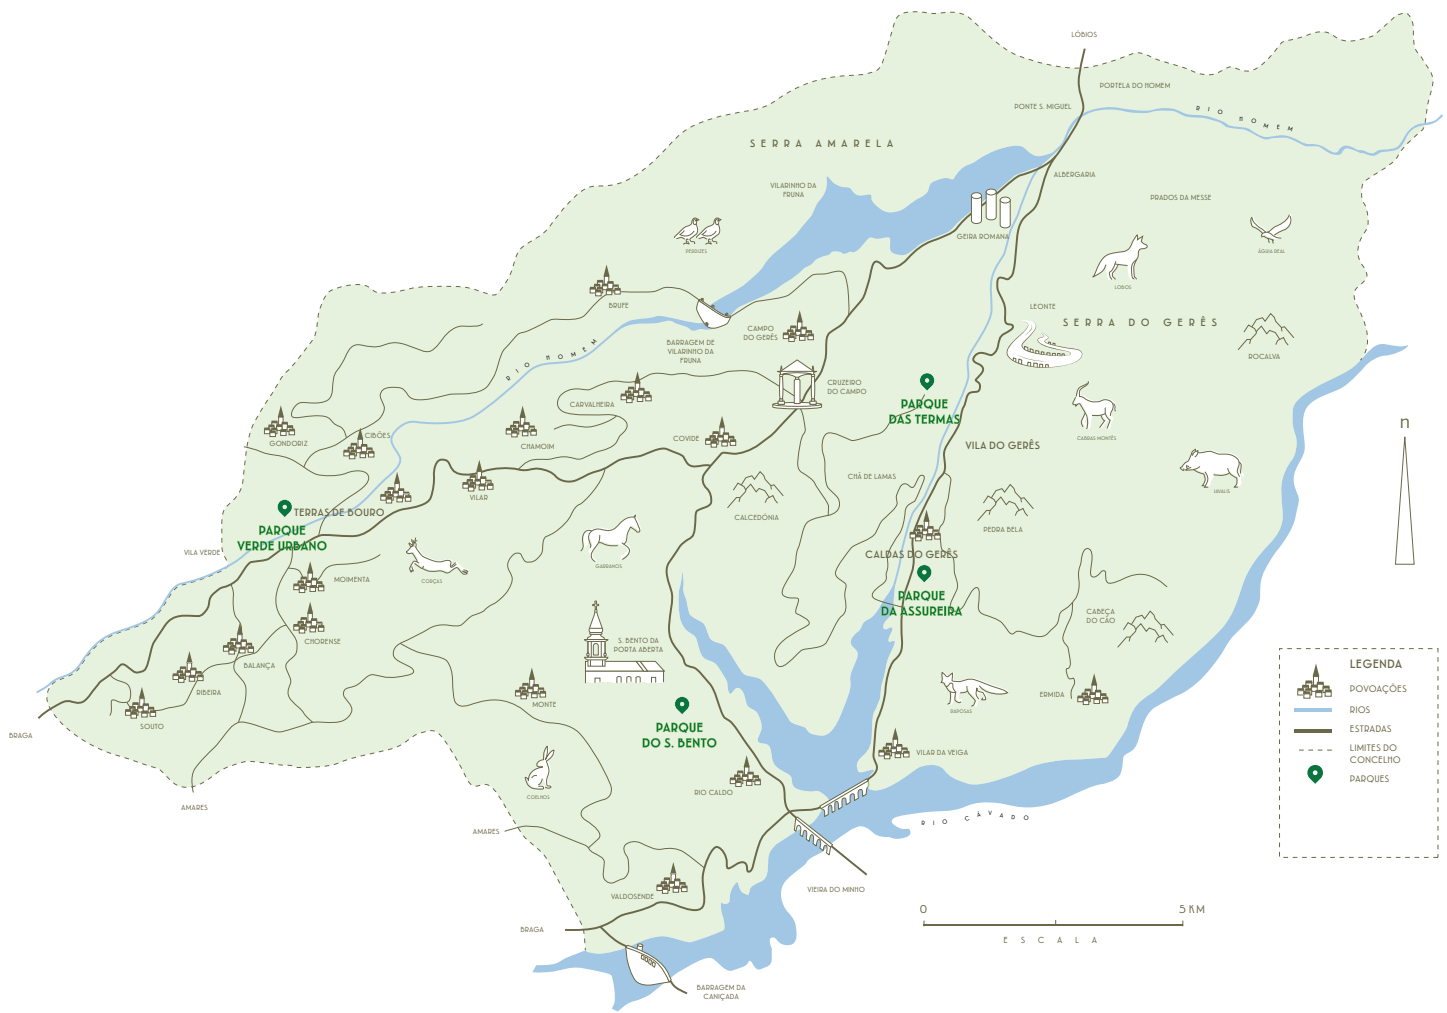 LÓBIOS
PORTELA DO HOMEM
PONTE S. MIGUEL
RIO HOMEM
SERRA AMARELA
ALBERGARIA
VILARINHO DA
FRUNA
PRADOS DA MESSE
PERDIZES
GEIRA ROMANA
ÁGUIA REAL
LOBOS
BRUFE
LEONTE
SERRA DO GERÊS
CAMPO
DO GERÊS
BARRAGEM DE
VILARINHO DA
FRUNA
RIO HOMEM
ROCALVA
CRUZEIRO
DO CAMPO
CARVALHEIRA
PARQUE
DAS TERMAS
n
GONDORIZ
CIBÕES
CHAMOIM
COVIDE
CABRAS MONTÊS
VILA DO GERÊS
CHÃ DE LAMAS
VILAR
JAVALIS
TERRAS DE BOURO
CALCEDÓNIA
PEDRA BELA
PARQUE
VERDE URBANO
VILA VERDE
CALDAS DO GERÊS
GARRANOS
CORÇAS
MOIMENTA
PARQUE
DA ASSUREIRA
CABEÇA
DO CÃO
CHORENSE
S. BENTO DA
PORTA ABERTA
BALANÇA
RIBEIRA
ERMIDA
MONTE
RAPOSAS
SOUTO
BRAGA
PARQUE
DO S. BENTO
VILAR DA VEIGA
RIO CALDO
COELHOS
AMARES
AMARES
RIO CÁVADO
VIEIRA DO MINHO
VALDOSENDE
BRAGA
BARRAGEM DA
CANIÇADA
LEGENDA
POVOAÇÕES
RIOS
ESTRADAS
LIMITES DO
CONCELHO
PARQUES
0 5 KM
ESCALA